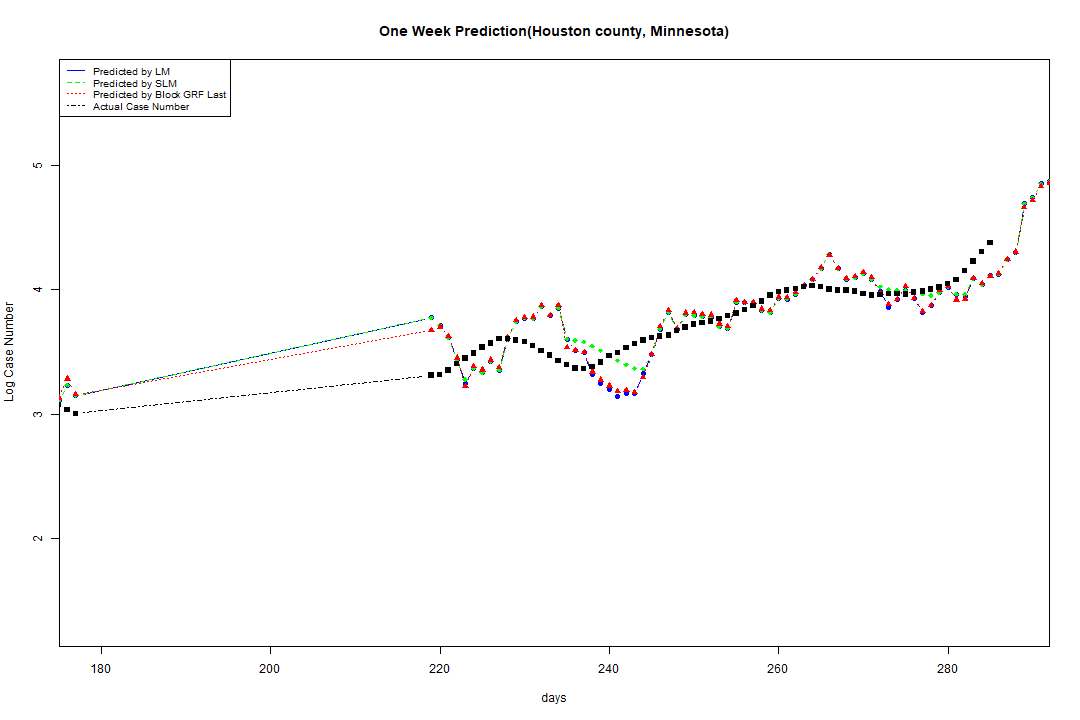 One Week Prediction(Houston county, Minnesota)
Predicted by LM
Predicted by SLM
Predicted by Block GRF Last
Actual Case Number
5
4
3
2
Log Case Number
180 200 220 240 260 280
days